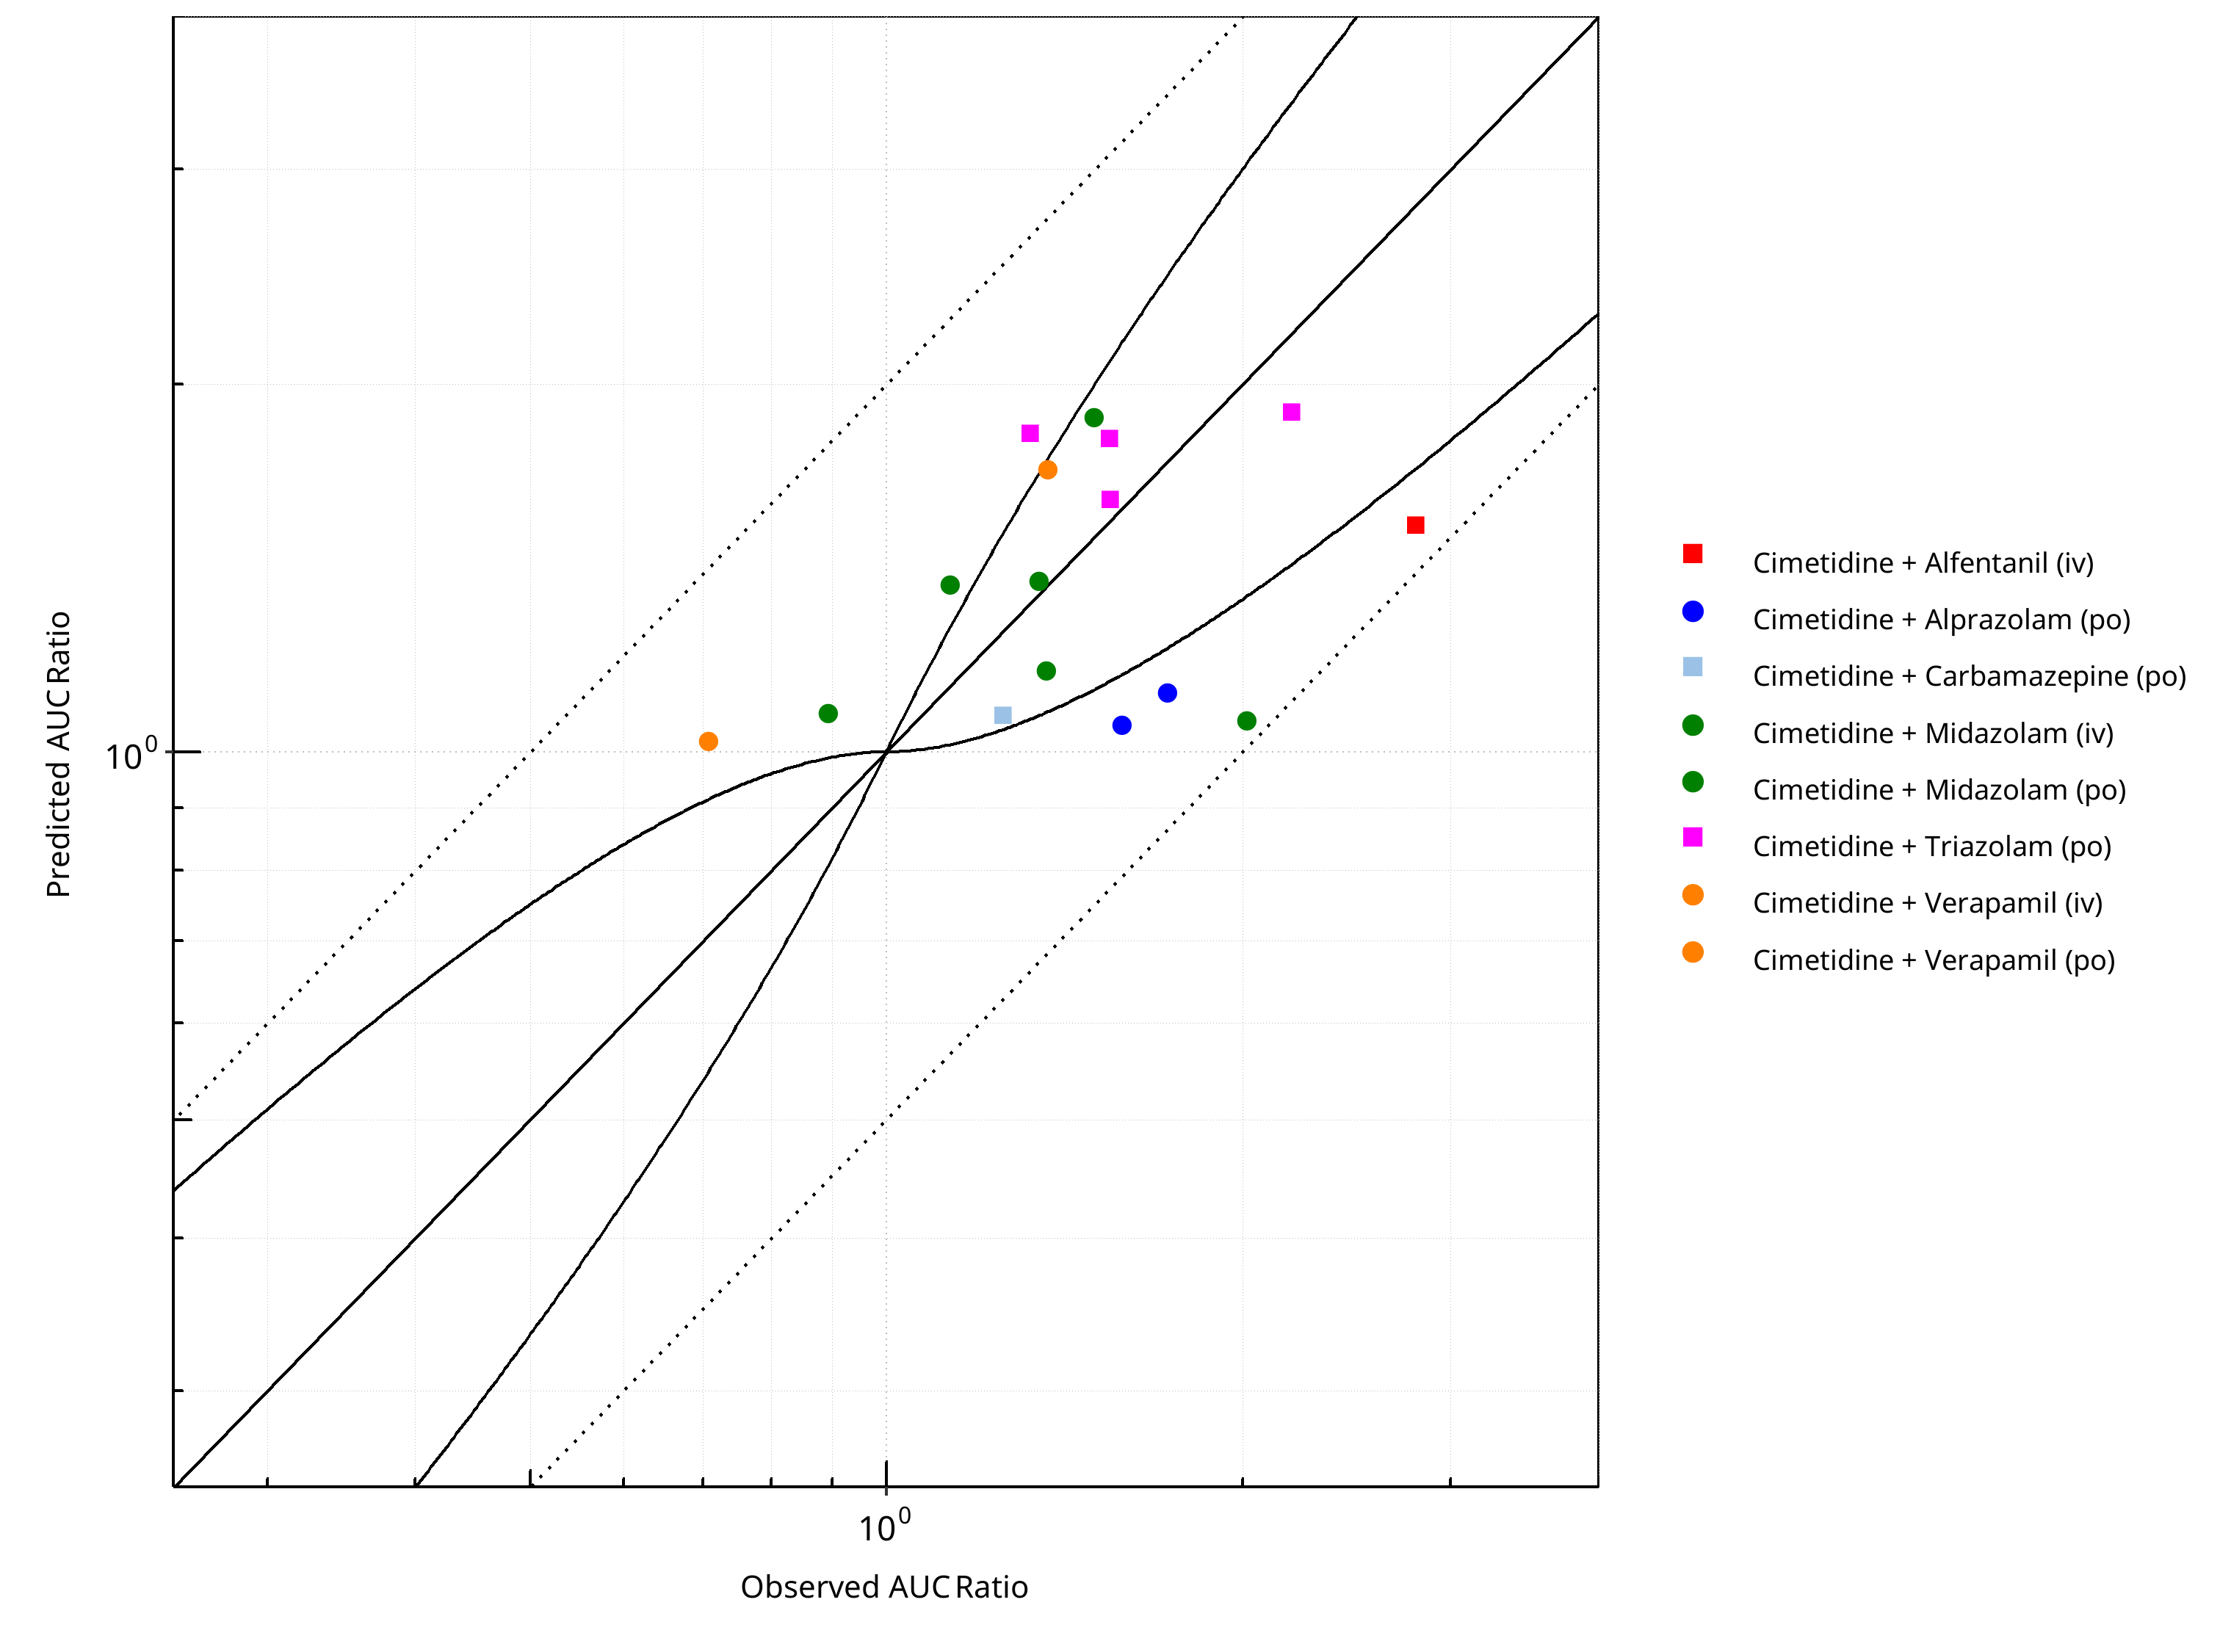 Predicted AUC Ratio
10^0
10^0
Observed AUC Ratio
Cimetidine + Alfentanil (iv)
Cimetidine + Alprazolam (po)
Cimetidine + Carbamazepine (po)
Cimetidine + Midazolam (iv)
Cimetidine + Midazolam (po)
Cimetidine + Triazolam (po)
Cimetidine + Verapamil (iv)
Cimetidine + Verapamil (po)